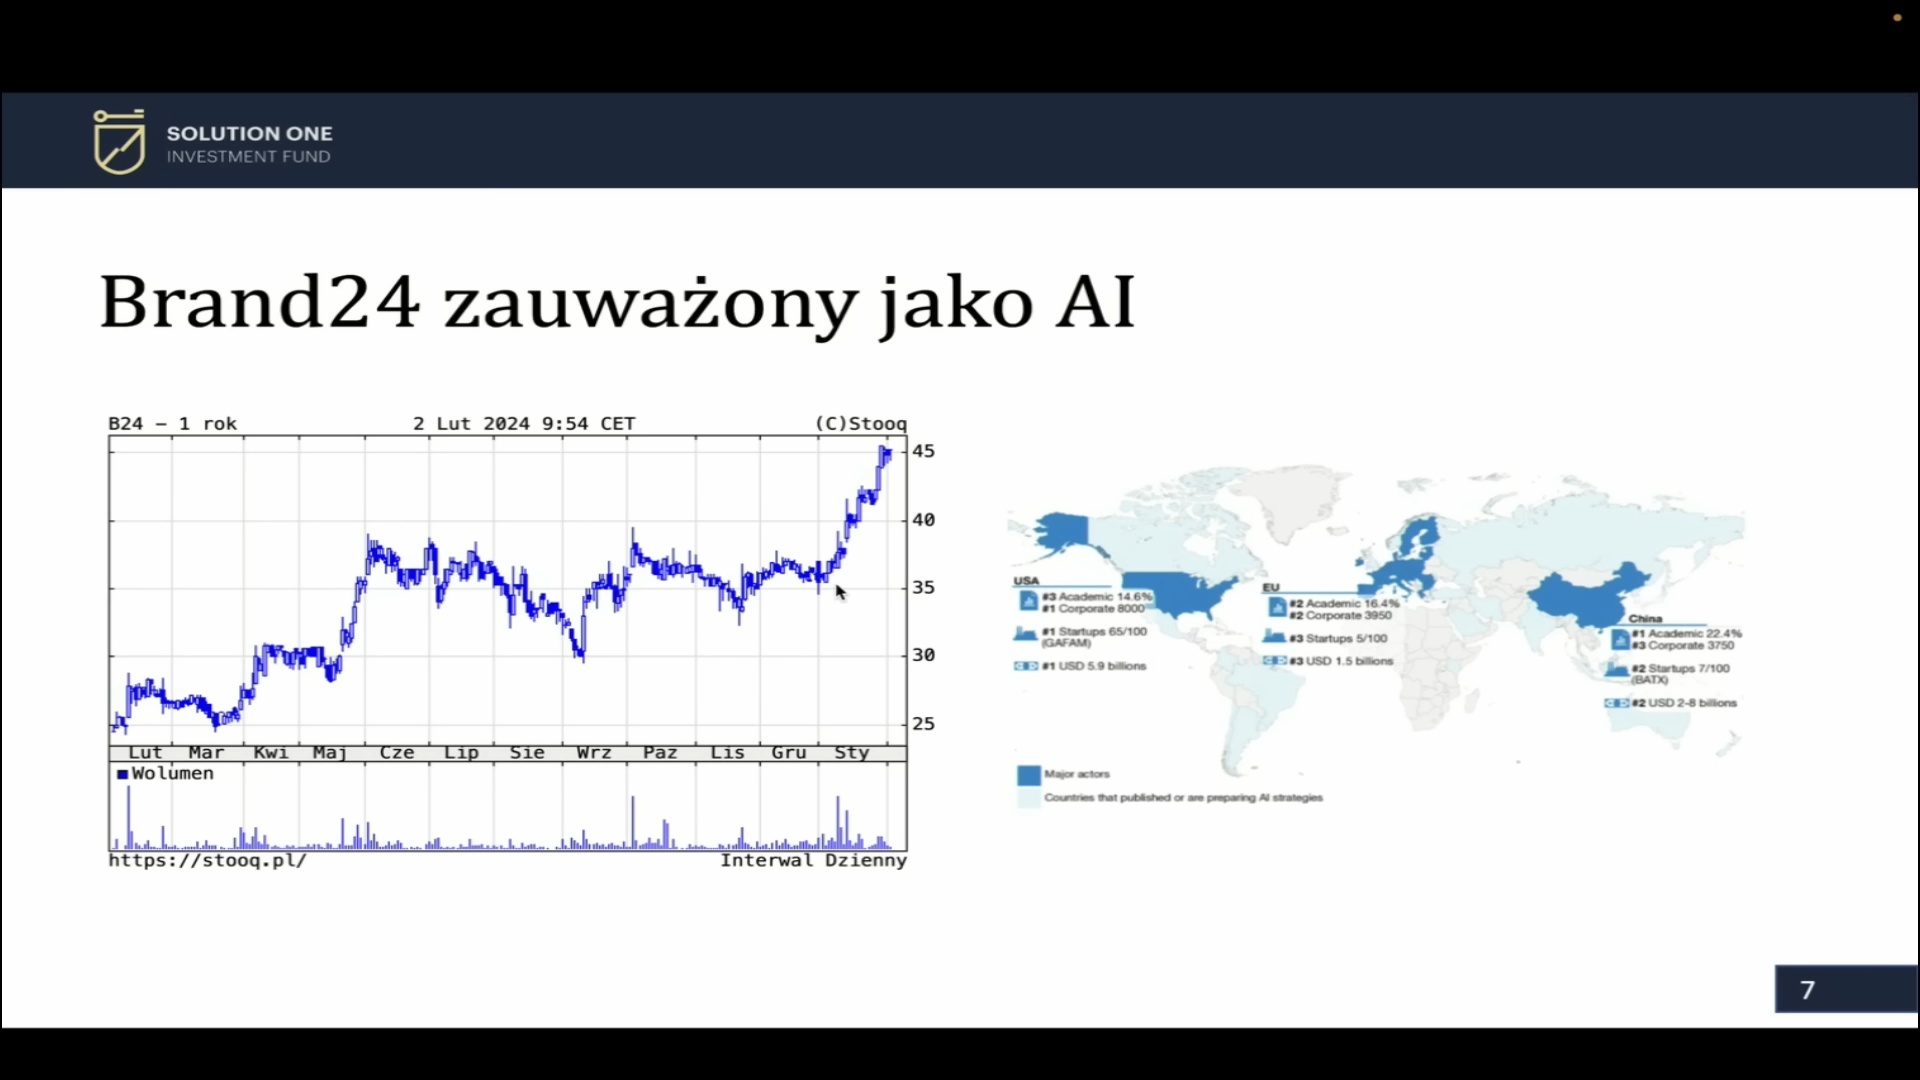 SOLUTION ONE
INVESTMENT FUND
Brand24 zauważony jako AI
B24 - 1 rok 2 Lut 2024 9:54 CET (C)Stooq
45
40
35
30
25
Lut Mar Kwi Maj Cze Lip Sie Wrz Paz Lis Gru Sty
Wolumen
https://stooq.pl/ Interwal Dzienny
USA
#3 Academic 14.6%
#1 Corporate 8000
#1 Startups 65/100
(GAFAM)
#1 USD 5.9 billions
EU
#2 Academic 16.4%
#2 Corporate 3950
#3 Startups 5/100
#3 USD 1.5 billions
China
#1 Academic 22.4%
#3 Corporate 3750
#2 Startups 7/100
(BATX)
#2 USD 2-8 billions
Major actors
Countries that published or are preparing AI strategies
7